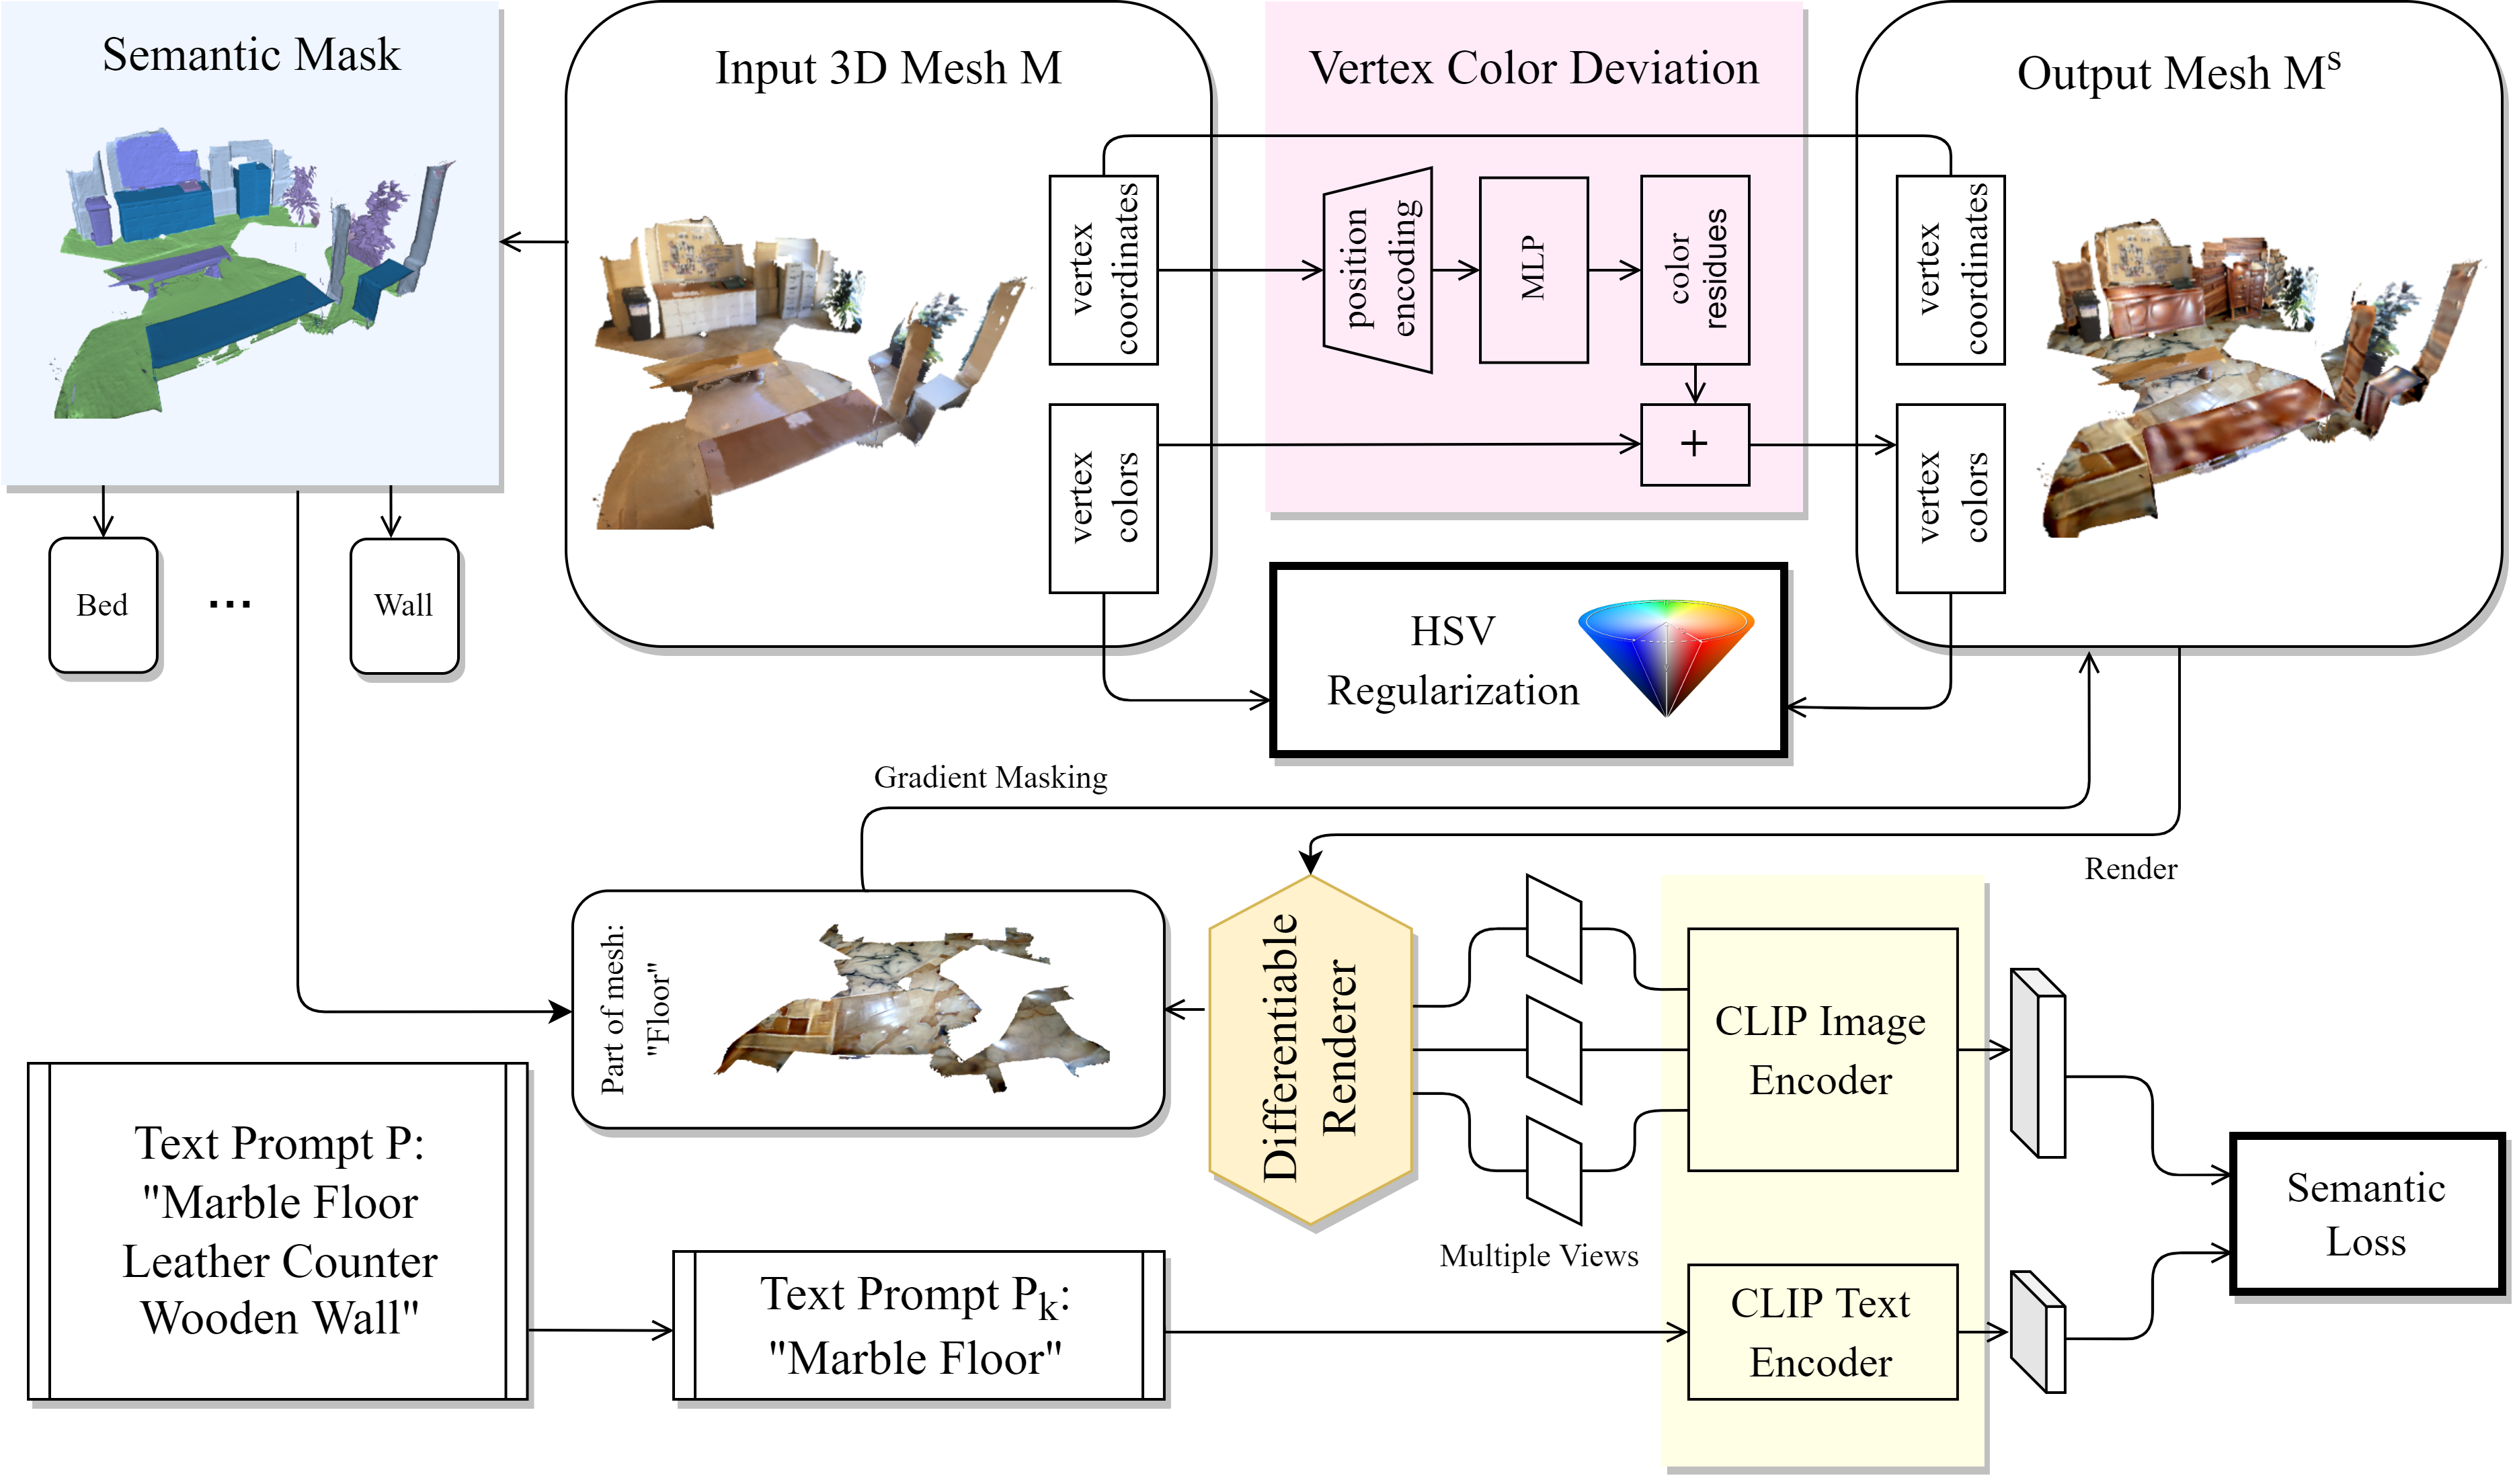 Semantic Mask
Bed
...
Wall
Input 3D Mesh M
vertex
coordinates
vertex
colors
Vertex Color Deviation
position
encoding
MLP
color
residues
+
Output Mesh Mˢ
vertex
coordinates
vertex
colors
HSV
Regularization
Gradient Masking
Render
Part of mesh:
"Floor"
Differentiable
Renderer
Multiple Views
CLIP Image
Encoder
CLIP Text
Encoder
Semantic
Loss
Text Prompt P:
"Marble Floor
Leather Counter
Wooden Wall"
Text Prompt Pₖ:
"Marble Floor"